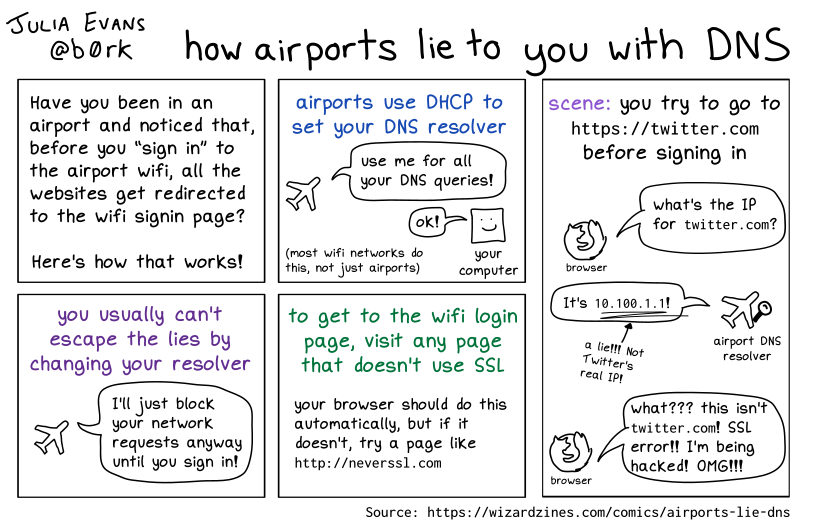 JULIA EVANS
@b0rk
how airports lie to you with DNS
Have you been in an
airport and noticed that,
before you “sign in” to
the airport wifi, all the
websites get redirected
to the wifi signin page?
Here's how that works!
airports use DHCP to
set your DNS resolver
use me for all
your DNS queries!
ok!
(most wifi networks do
this, not just airports)
your
computer
scene: you try to go to
https://twitter.com
before signing in
what's the IP
for twitter.com?
browser
It's 10.100.1.1!
a lie!!! Not
Twitter's
real IP!
airport DNS
resolver
what??? this isn't
twitter.com! SSL
error!! I'm being
hacked! OMG!!!
browser
you usually can't
escape the lies by
changing your resolver
I'll just block
your network
requests anyway
until you sign in!
to get to the wifi login
page, visit any page
that doesn't use SSL
your browser should do this
automatically, but if it
doesn't, try a page like
http://neverssl.com
Source: https://wizardzines.com/comics/airports-lie-dns